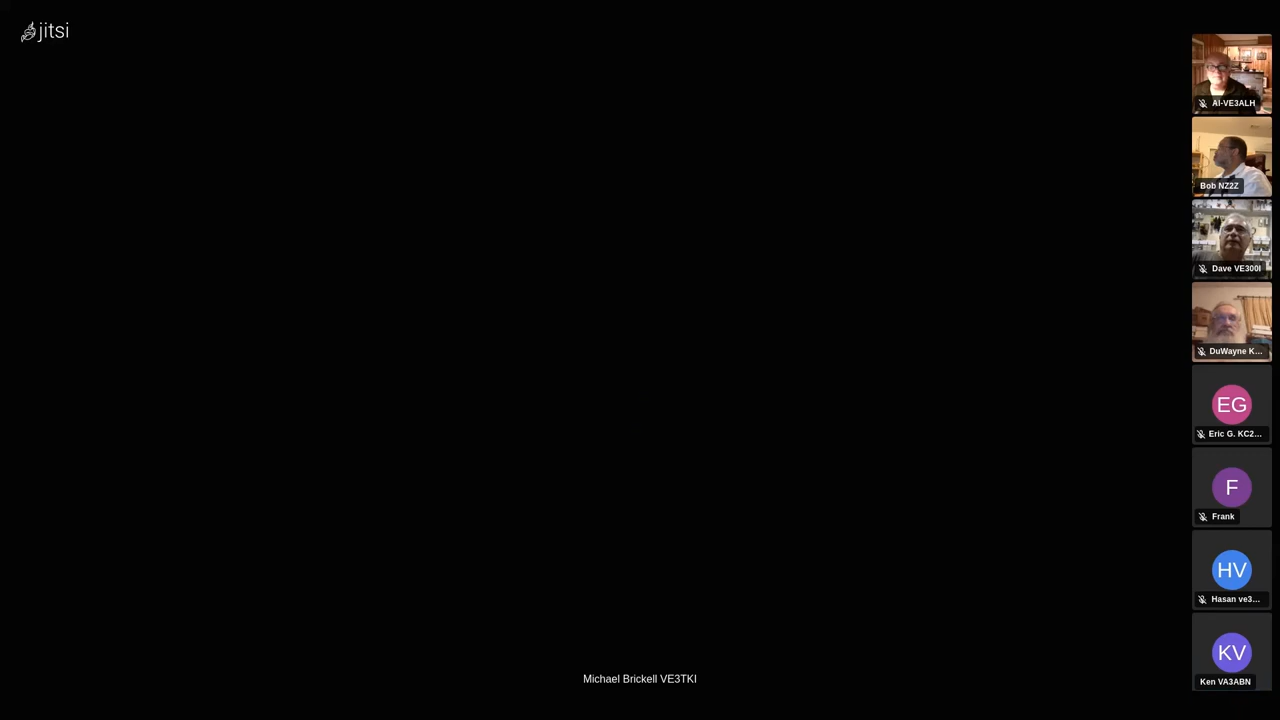 jitsi
AI-VE3ALH
Bob NZ2Z
Dave VE3OOI
DuWayne K...
EG
Eric G. KC2...
F
Frank
HV
Hasan ve3...
KV
Ken VA3ABN
Michael Brickell VE3TKI